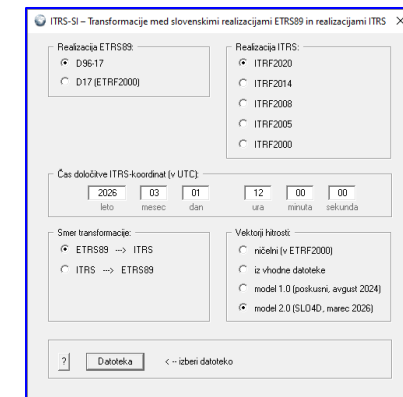 ITRS-SI – Transformacije med slovenskimi realizacijami ETRS89 in realizacijami ITRS
Realizacija ETRS89:
D96-17
D17 (ETRF2000)
Realizacija ITRS:
ITRF2020
ITRF2014
ITRF2008
ITRF2005
ITRF2000
Čas določitve ITRS-koordinat (v UTC):
2026 03 01 12 00 00
leto mesec dan ura minuta sekunda
Smer transformacije:
ETRS89 ---> ITRS
ITRS ---> ETRS89
Vektorji hitrosti:
ničelni (v ETRF2000)
iz vhodne datoteke
model 1.0 (poskusni, avgust 2024)
model 2.0 (SLO4D, marec 2026)
? Datoteka < -- izberi datoteko